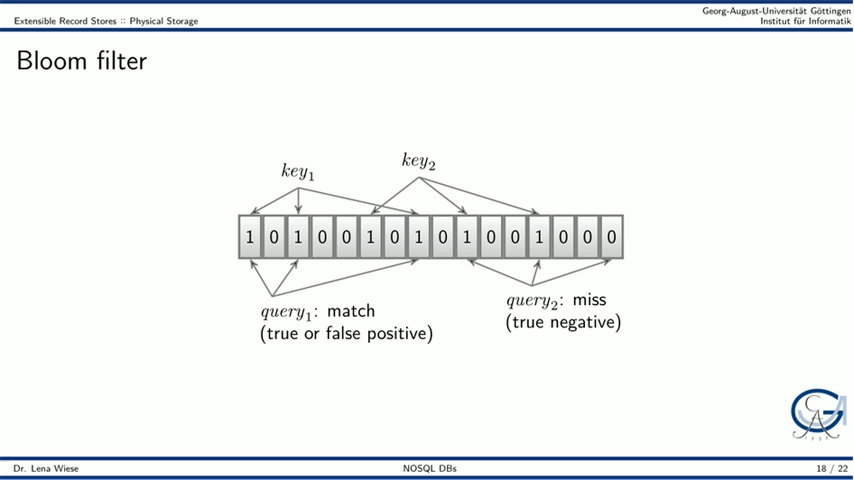 Georg-August-Universität Göttingen
Extensible Record Stores :: Physical Storage
Institut für Informatik
Bloom filter
key1
key2
1 0 1 0 0 1 0 1 0 1 0 0 1 0 0 0
query1: match
(true or false positive)
query2: miss
(true negative)
Dr. Lena Wiese
NOSQL DBs
18 / 22